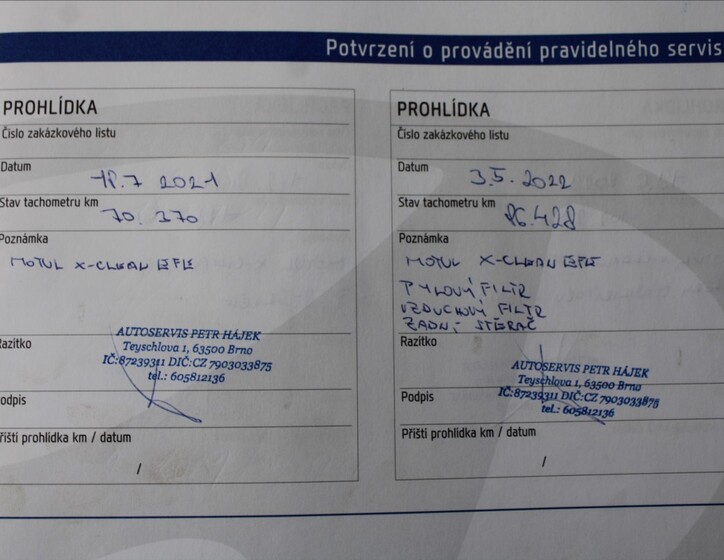 Potvrzení o provádění pravidelného servis
PROHLÍDKA
Číslo zakázkového listu
Datum 18.7 2021
Stav tachometru km 70.370
Poznámka
MOTUL X-CLEAN EFE
Razítko
AUTOSERVIS PETR HÁJEK
Teyschlova 1, 63500 Brno
IČ:87239311 DIČ:CZ 7903033875
tel.: 605812136
odpis
Příští prohlídka km / datum
/
PROHLÍDKA
Číslo zakázkového listu
Datum 3.5.2022
Stav tachometru km 86.428
Poznámka
MOTUL X-CLEAN EFE
PYLOVÝ FILTR
VZDUCHOVÝ FILTR
ZADNÍ STĚRAČ
Razítko
AUTOSERVIS PETR HÁJEK
Teyschlova 1, 63500 Brno
IČ:87239311 DIČ:CZ 7903033875
tel.: 605812136
Podpis
Příští prohlídka km / datum
/